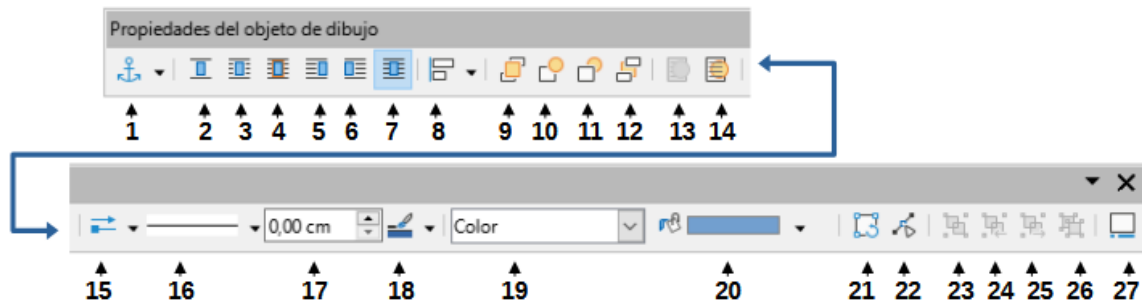 Propiedades del objeto de dibujo
1 2 3 4 5 6 7 8 9 10 11 12 13 14
0,00 cm Color
15 16 17 18 19 20 21 22 23 24 25 26 27